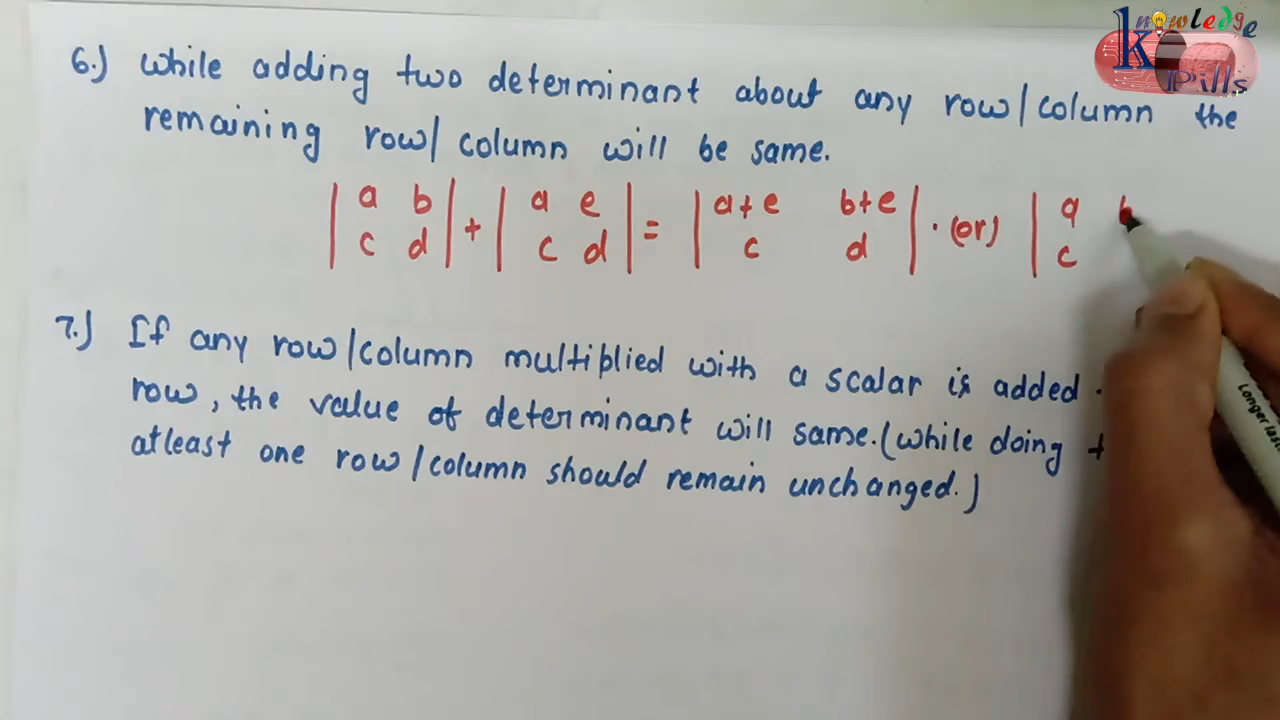 Knowledge
Pills
6.) While adding two determinant about any row/column the
remaining row/column will be same.
| a b | + | a e | = | a+e b+e | . (or) | a
| c d | | c d | | c d | | c
7.) If any row/column multiplied with a scalar is added
row, the value of determinant will same. (while doing
atleast one row/column should remain unchanged.)
Longer